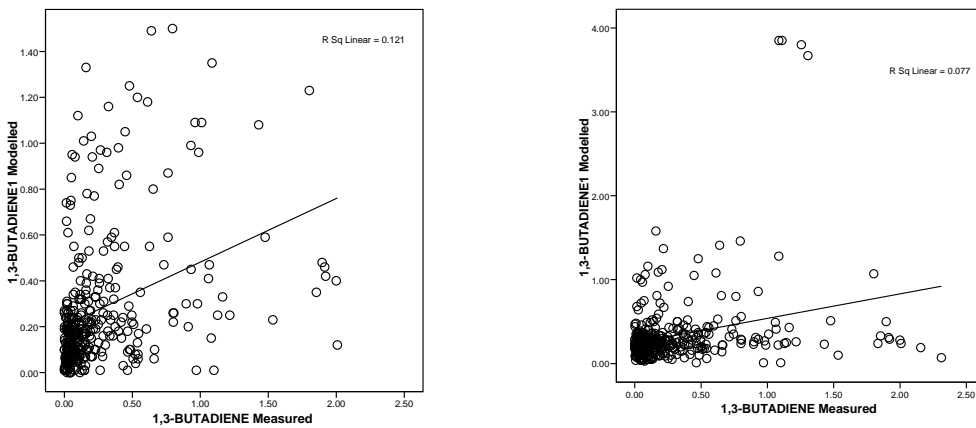 R Sq Linear = 0.121
1,3-BUTADIENE1 Modelled
1.40
1.20
1.00
0.80
0.60
0.40
0.20
0.00
0.00 0.50 1.00 1.50 2.00 2.50
1,3-BUTADIENE Measured
R Sq Linear = 0.077
1,3-BUTADIENE1 Modelled
4.00
3.00
2.00
1.00
0.00
0.00 0.50 1.00 1.50 2.00 2.50
1,3-BUTADIENE Measured